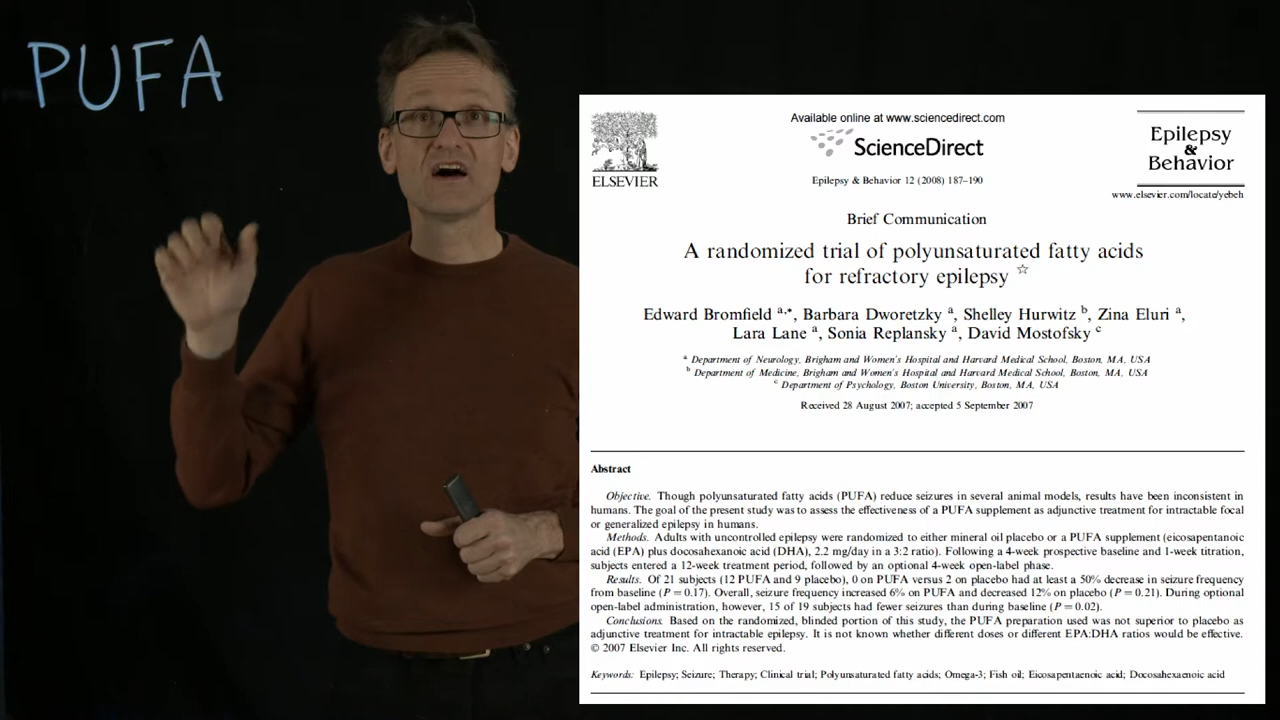 PUFA
ELSEVIER
Available online at www.sciencedirect.com
ScienceDirect
Epilepsy & Behavior 12 (2008) 187–190
Epilepsy
&
Behavior
www.elsevier.com/locate/yebeh
Brief Communication
A randomized trial of polyunsaturated fatty acids
for refractory epilepsy ☆
Edward Bromfield a,*, Barbara Dworetzky a, Shelley Hurwitz b, Zina Eluri a,
Lara Lane a, Sonia Replansky a, David Mostofsky c
a Department of Neurology, Brigham and Women's Hospital and Harvard Medical School, Boston, MA, USA
b Department of Medicine, Brigham and Women's Hospital and Harvard Medical School, Boston, MA, USA
c Department of Psychology, Boston University, Boston, MA, USA
Received 28 August 2007; accepted 5 September 2007
Abstract
Objective. Though polyunsaturated fatty acids (PUFA) reduce seizures in several animal models, results have been inconsistent in
humans. The goal of the present study was to assess the effectiveness of a PUFA supplement as adjunctive treatment for intractable focal
or generalized epilepsy in humans.
Methods. Adults with uncontrolled epilepsy were randomized to either mineral oil placebo or a PUFA supplement (eicosapentanoic
acid (EPA) plus docosahexanoic acid (DHA), 2.2 mg/day in a 3:2 ratio). Following a 4-week prospective baseline and 1-week titration,
subjects entered a 12-week treatment period, followed by an optional 4-week open-label phase.
Results. Of 21 subjects (12 PUFA and 9 placebo), 0 on PUFA versus 2 on placebo had at least a 50% decrease in seizure frequency
from baseline (P = 0.17). Overall, seizure frequency increased 6% on PUFA and decreased 12% on placebo (P = 0.21). During optional
open-label administration, however, 15 of 19 subjects had fewer seizures than during baseline (P = 0.02).
Conclusions. Based on the randomized, blinded portion of this study, the PUFA preparation used was not superior to placebo as
adjunctive treatment for intractable epilepsy. It is not known whether different doses or different EPA:DHA ratios would be effective.
© 2007 Elsevier Inc. All rights reserved.
Keywords: Epilepsy; Seizure; Therapy; Clinical trial; Polyunsaturated fatty acids; Omega-3; Fish oil; Eicosapentaenoic acid; Docosahexaenoic acid